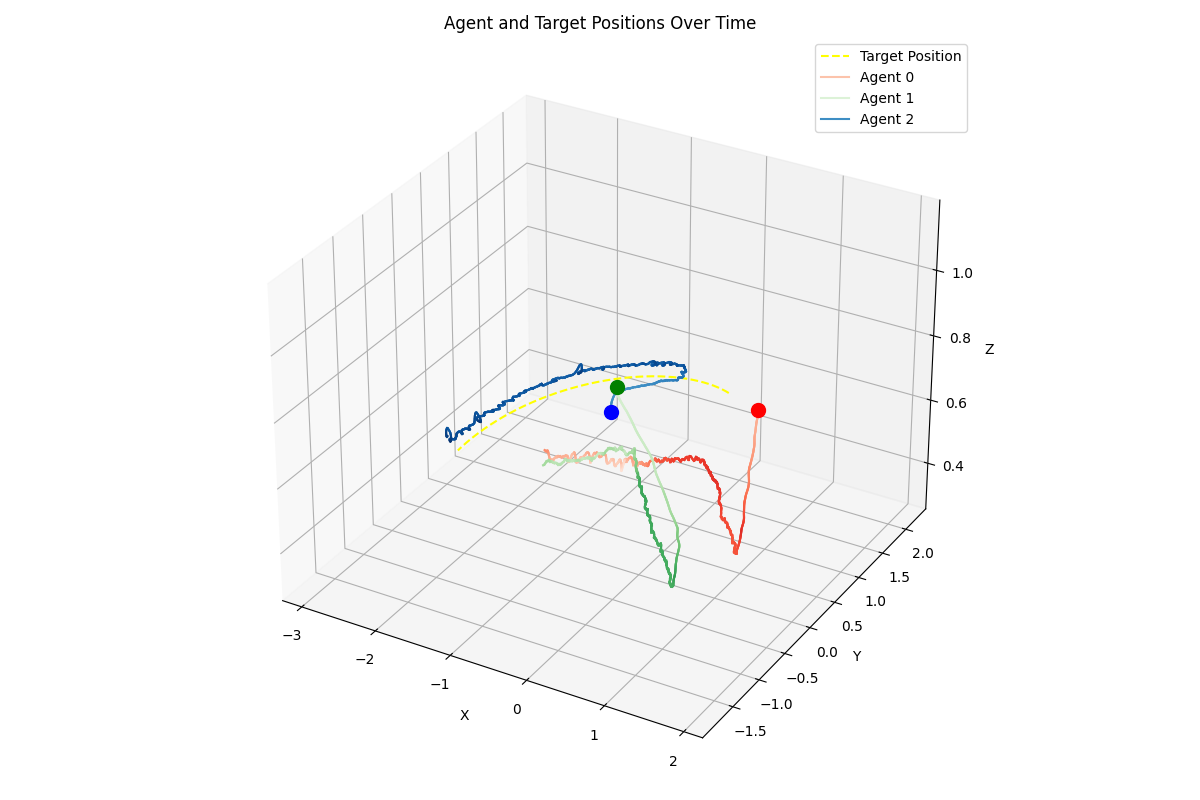 Agent and Target Positions Over Time
Target Position
Agent 0
Agent 1
Agent 2
1.0
0.8
Z
0.6
0.4
2.0
1.5
1.0
0.5
0.0
Y
−0.5
−1.0
−1.5
−3
−2
−1
X
0
1
2